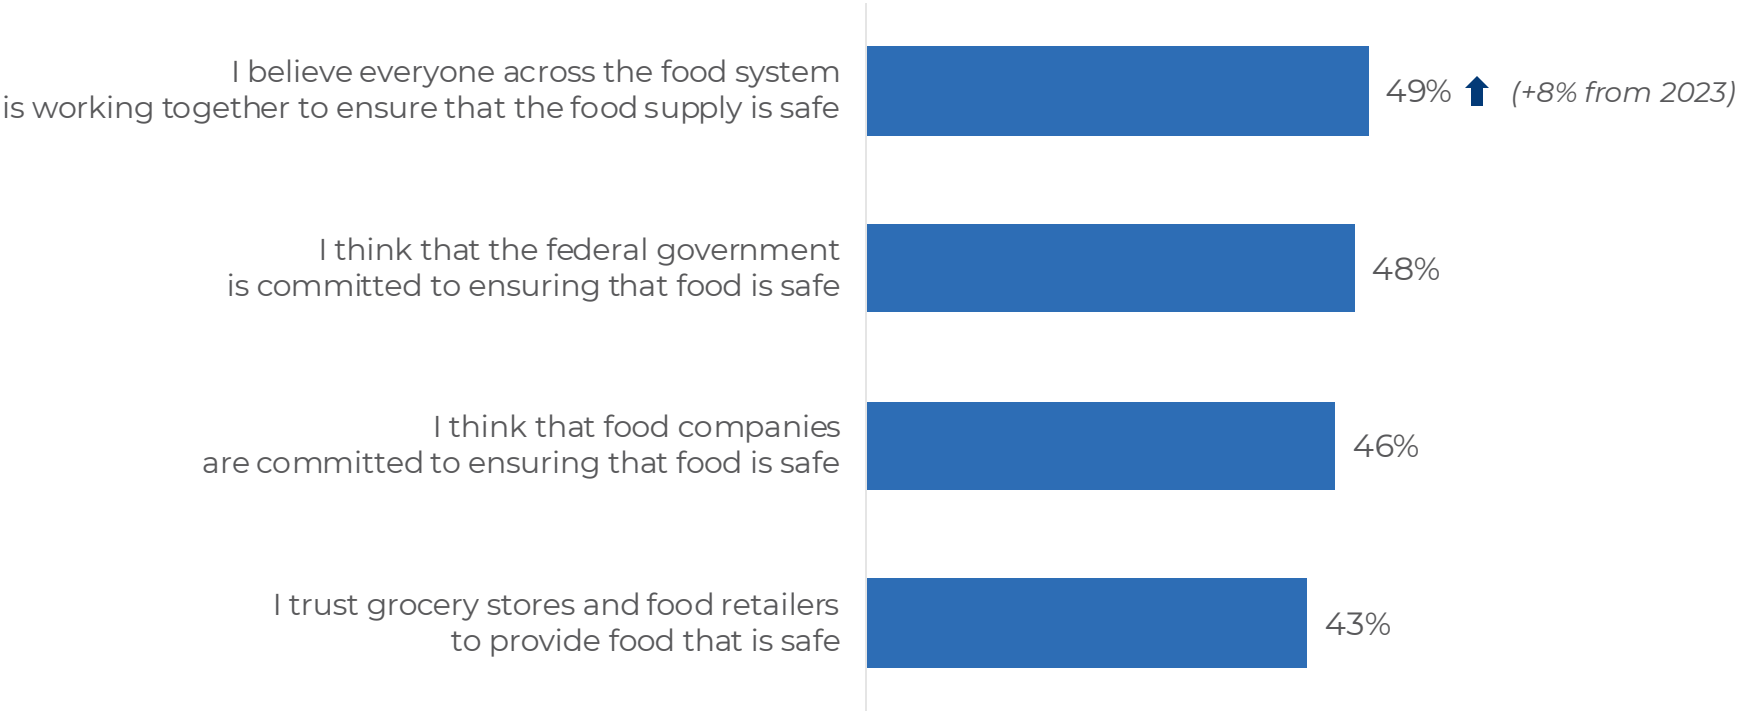 I believe everyone across the food system
is working together to ensure that the food supply is safe
49% (+8% from 2023)
I think that the federal government
is committed to ensuring that food is safe
48%
I think that food companies
are committed to ensuring that food is safe
46%
I trust grocery stores and food retailers
to provide food that is safe
43%